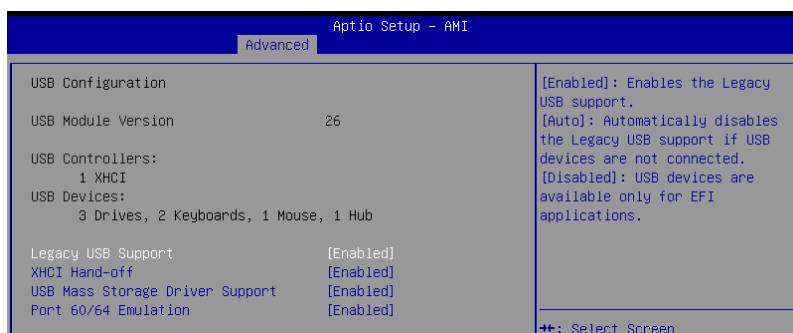 Aptio Setup – AMI
Advanced
USB Configuration
USB Module Version 26
USB Controllers:
1 XHCI
USB Devices:
3 Drives, 2 Keyboards, 1 Mouse, 1 Hub
Legacy USB Support [Enabled]
XHCI Hand-off [Enabled]
USB Mass Storage Driver Support [Enabled]
Port 60/64 Emulation [Enabled]
[Enabled]: Enables the Legacy
USB support.
[Auto]: Automatically disables
the Legacy USB support if USB
devices are not connected.
[Disabled]: USB devices are
available only for EFI
applications.
→←: Select Screen